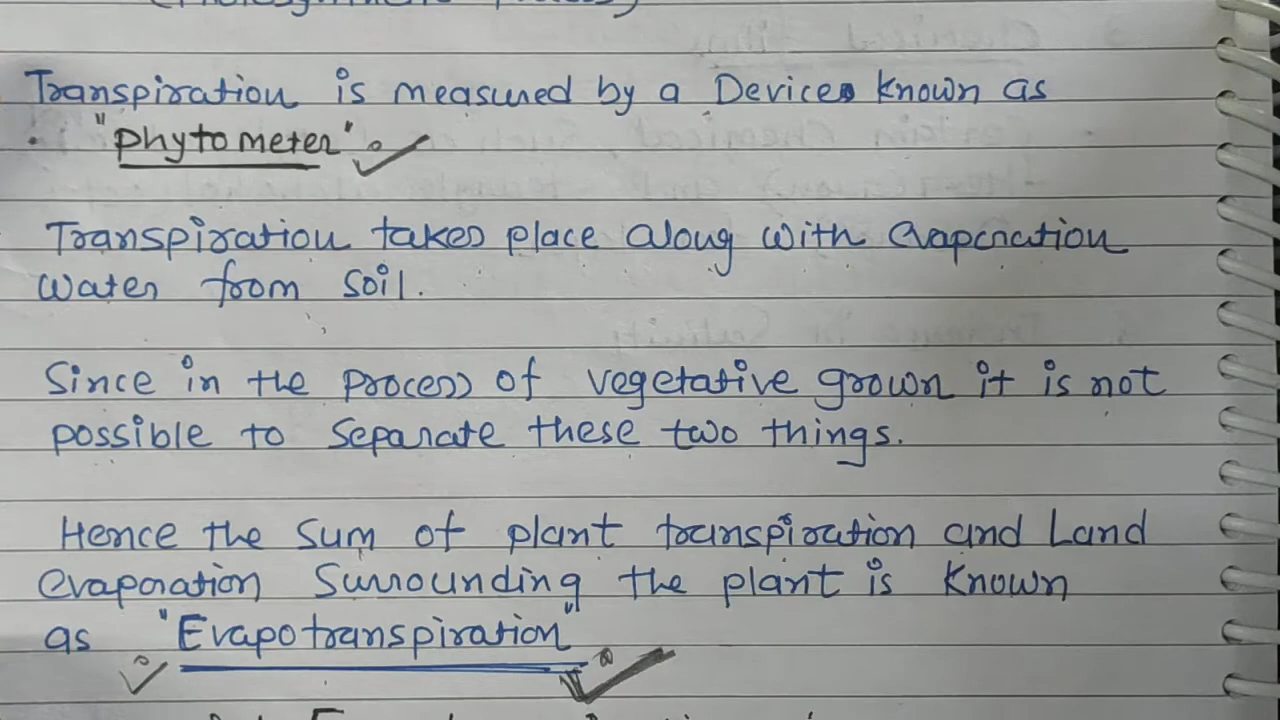 Transpiration is measured by a Device known as
"Phytometer"
Transpiration takes place along with evaporation
water from soil.
Since in the process of vegetative grown it is not
possible to separate these two things.
Hence the sum of plant transpiration and Land
evaporation surrounding the plant is known
as "Evapotranspiration"